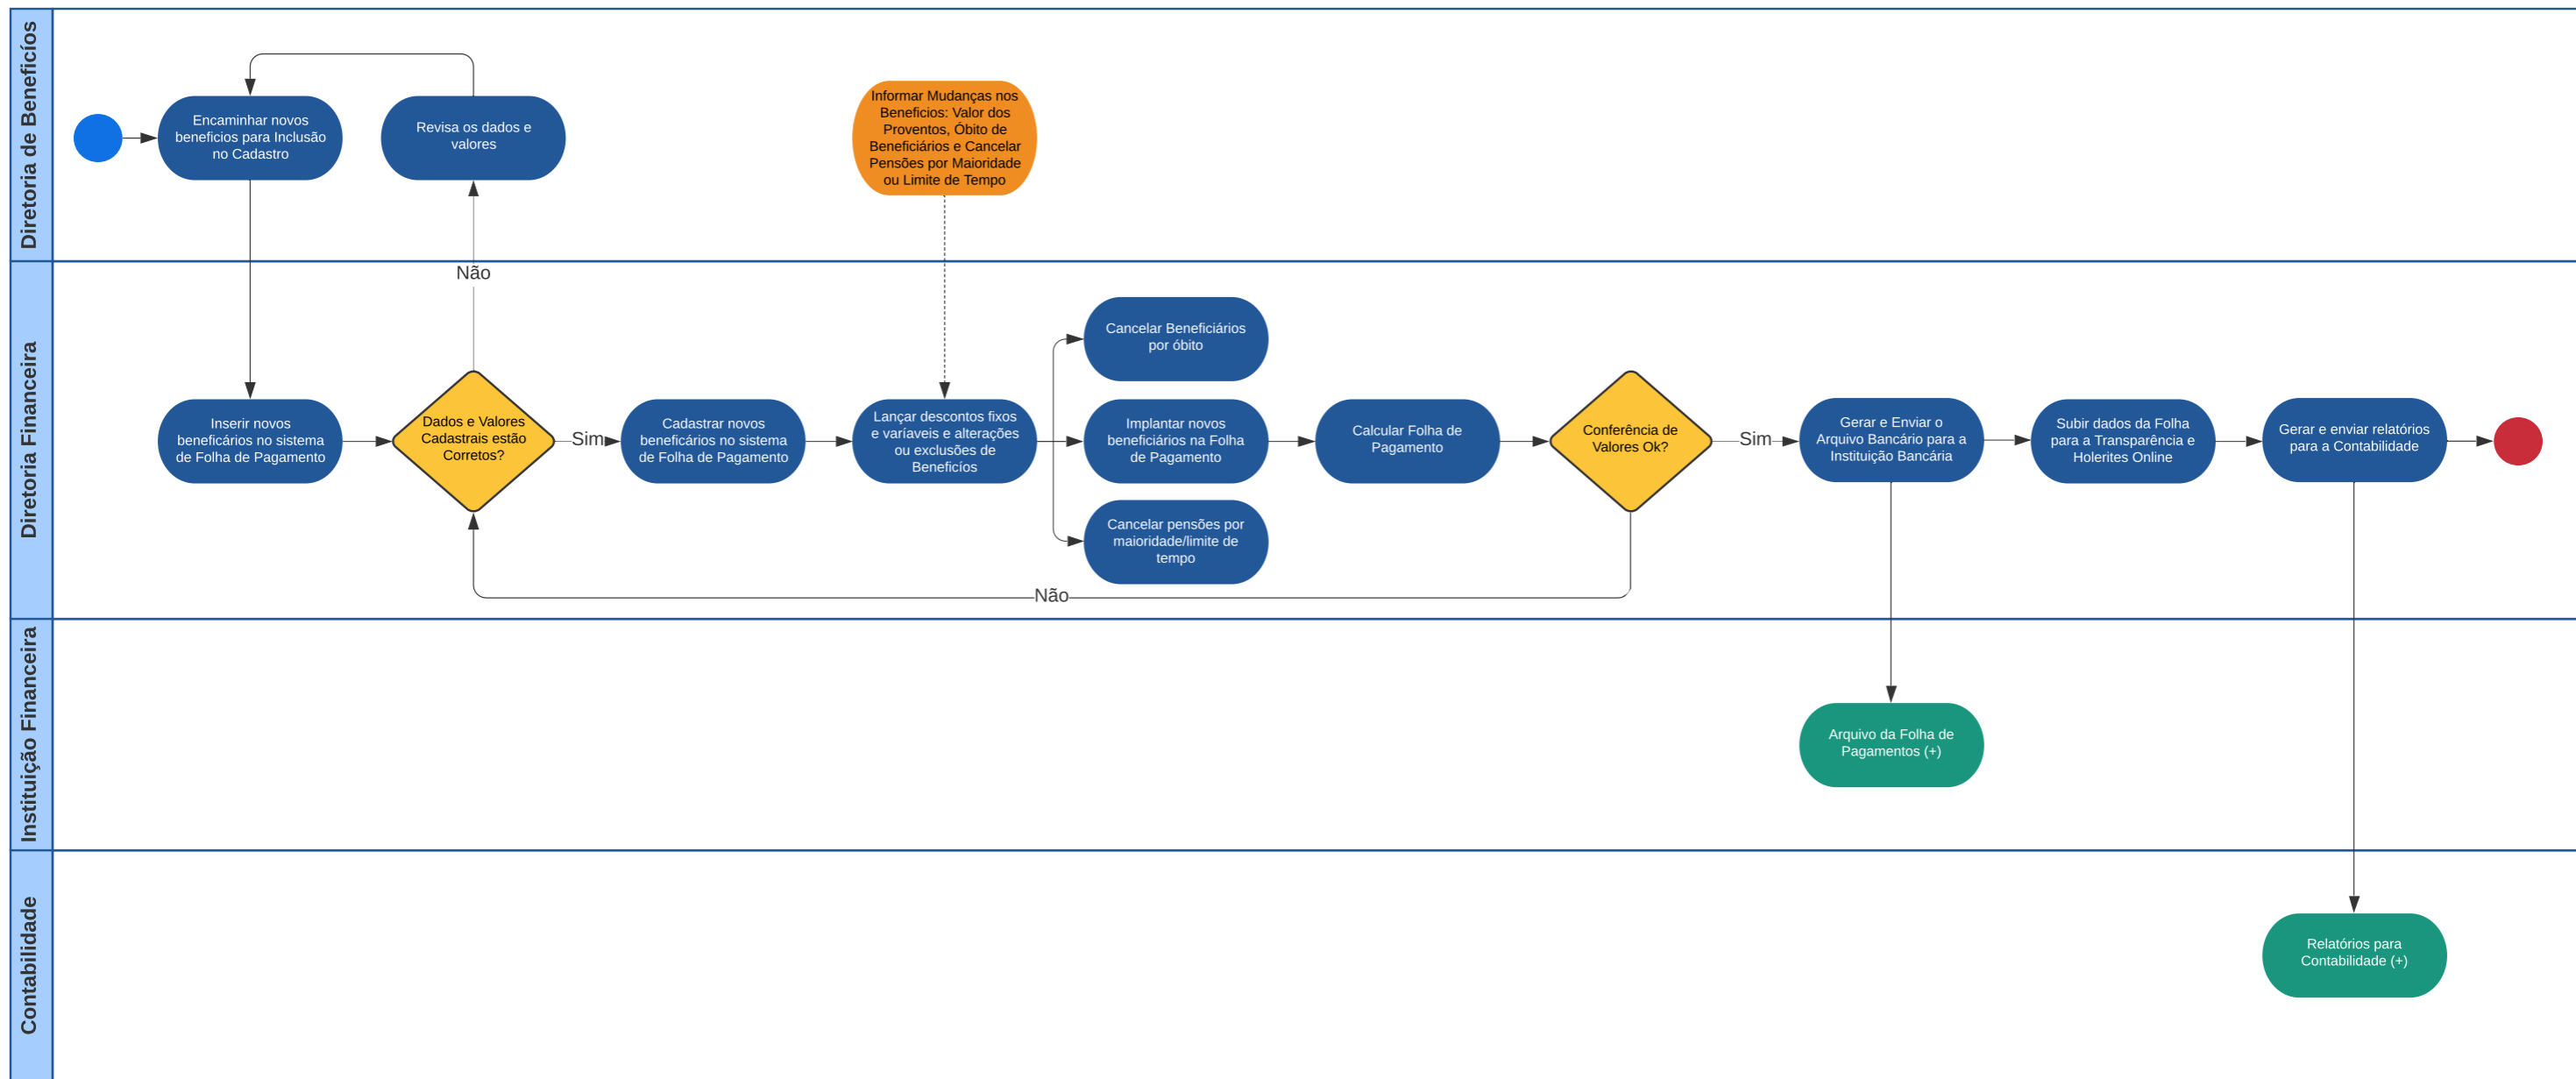 Diretoria de Benefícíos
Encaminhar novos
beneficios para Inclusão
no Cadastro
Revisa os dados e
valores
Informar Mudanças nos
Beneficios: Valor dos
Proventos, Óbito de
Beneficiários e Cancelar
Pensões por Maioridade
ou Limite de Tempo
Não
Diretoria Financeira
Inserir novos
beneficários no sistema
de Folha de Pagamento
Dados e Valores
Cadastrais estão
Corretos?
Sim
Cadastrar novos
beneficários no sistema
de Folha de Pagamento
Lançar descontos fixos
e varíaveis e alterações
ou exclusões de
Benefícíos
Cancelar Beneficiários
por óbito
Implantar novos
beneficiários na Folha
de Pagamento
Cancelar pensões por
maioridade/limite de
tempo
Calcular Folha de
Pagamento
Conferência de
Valores Ok?
Sim
Gerar e Enviar o
Arquivo Bancário para a
Instituição Bancária
Subir dados da Folha
para a Transparência e
Holerites Online
Gerar e enviar relatórios
para a Contabilidade
Não
Instituição Financeira
Arquivo da Folha de
Pagamentos (+)
Contabilidade
Relatórios para
Contabilidade (+)